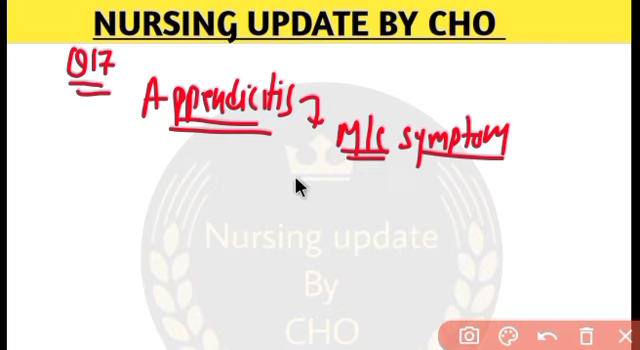 NURSING UPDATE BY CHO
Q17
Appendicitis
M/c symptom
Nursing update
By
CHO